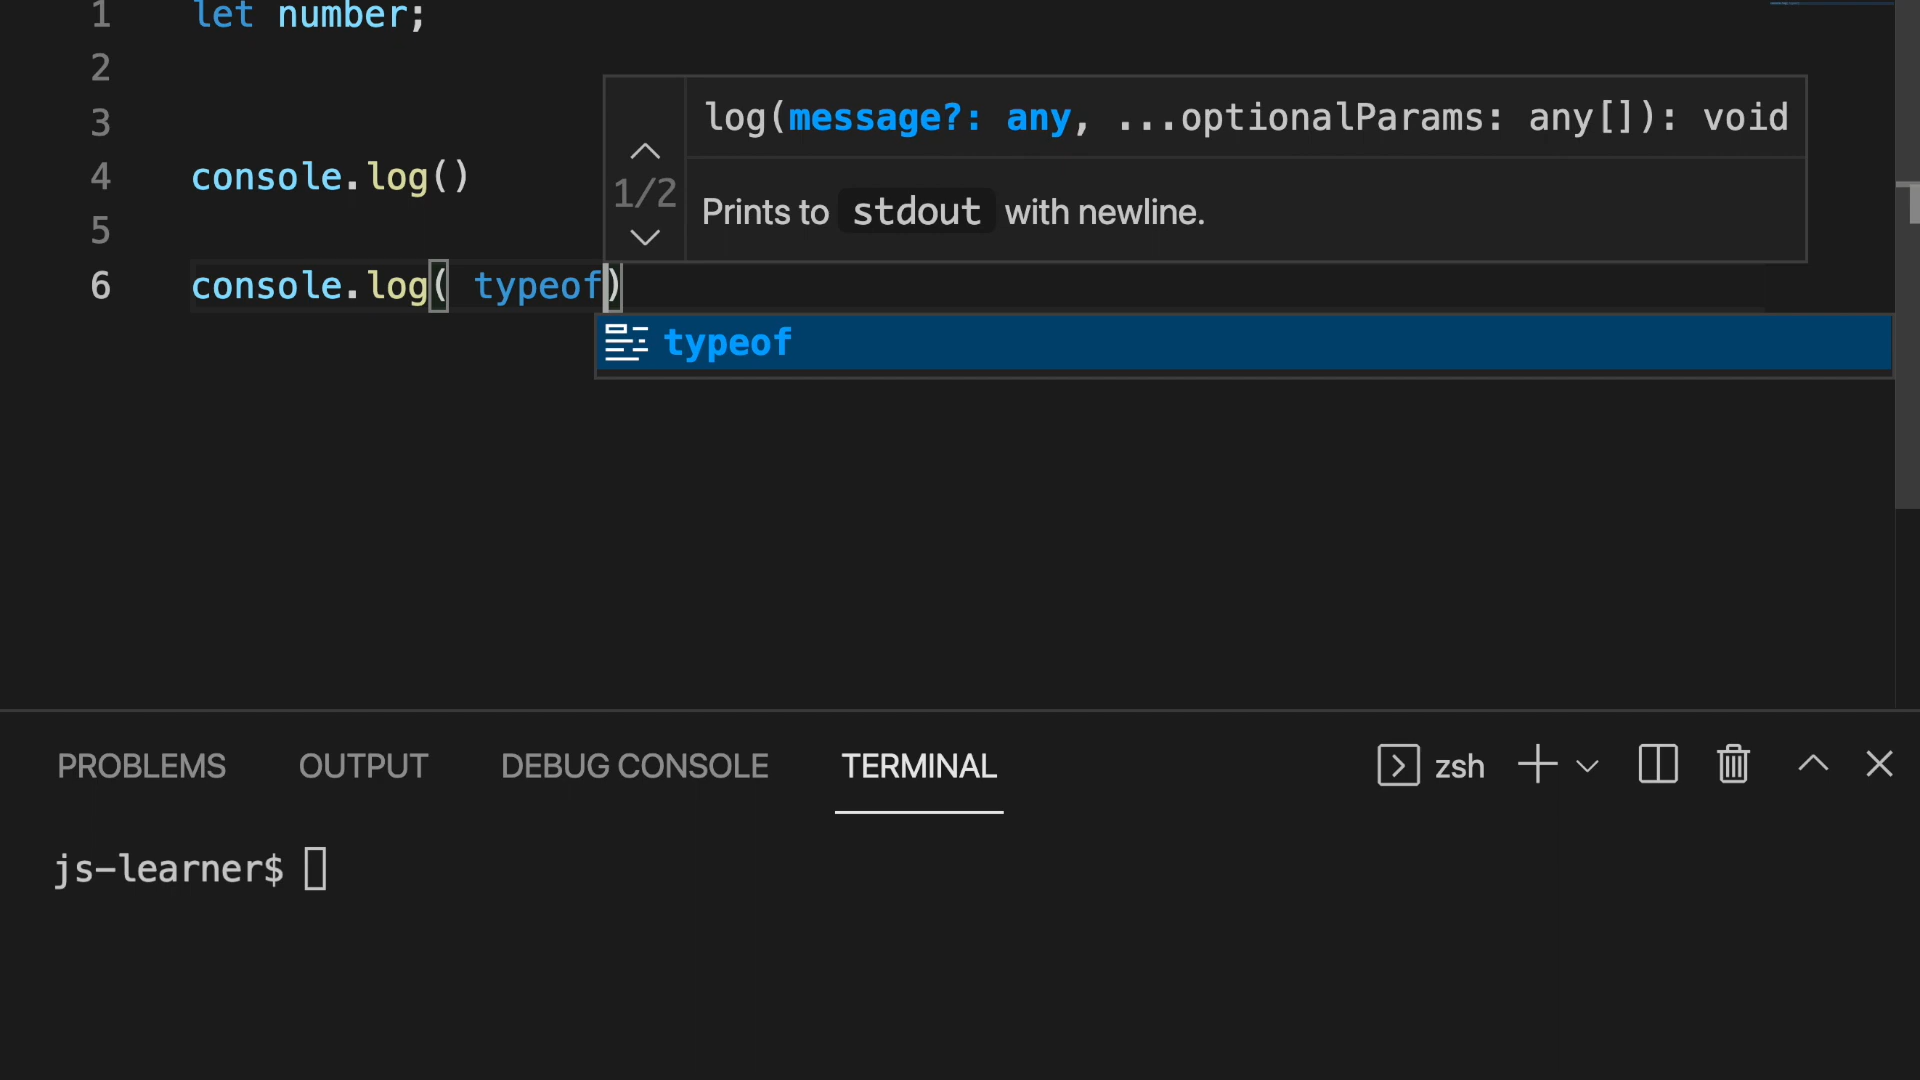 1 let number;
2
3
4 console.log()
5
6 console.log( typeof)
log(message?: any, ...optionalParams: any[]): void
1/2
Prints to stdout with newline.
typeof
PROBLEMS OUTPUT DEBUG CONSOLE TERMINAL zsh
js-learner$